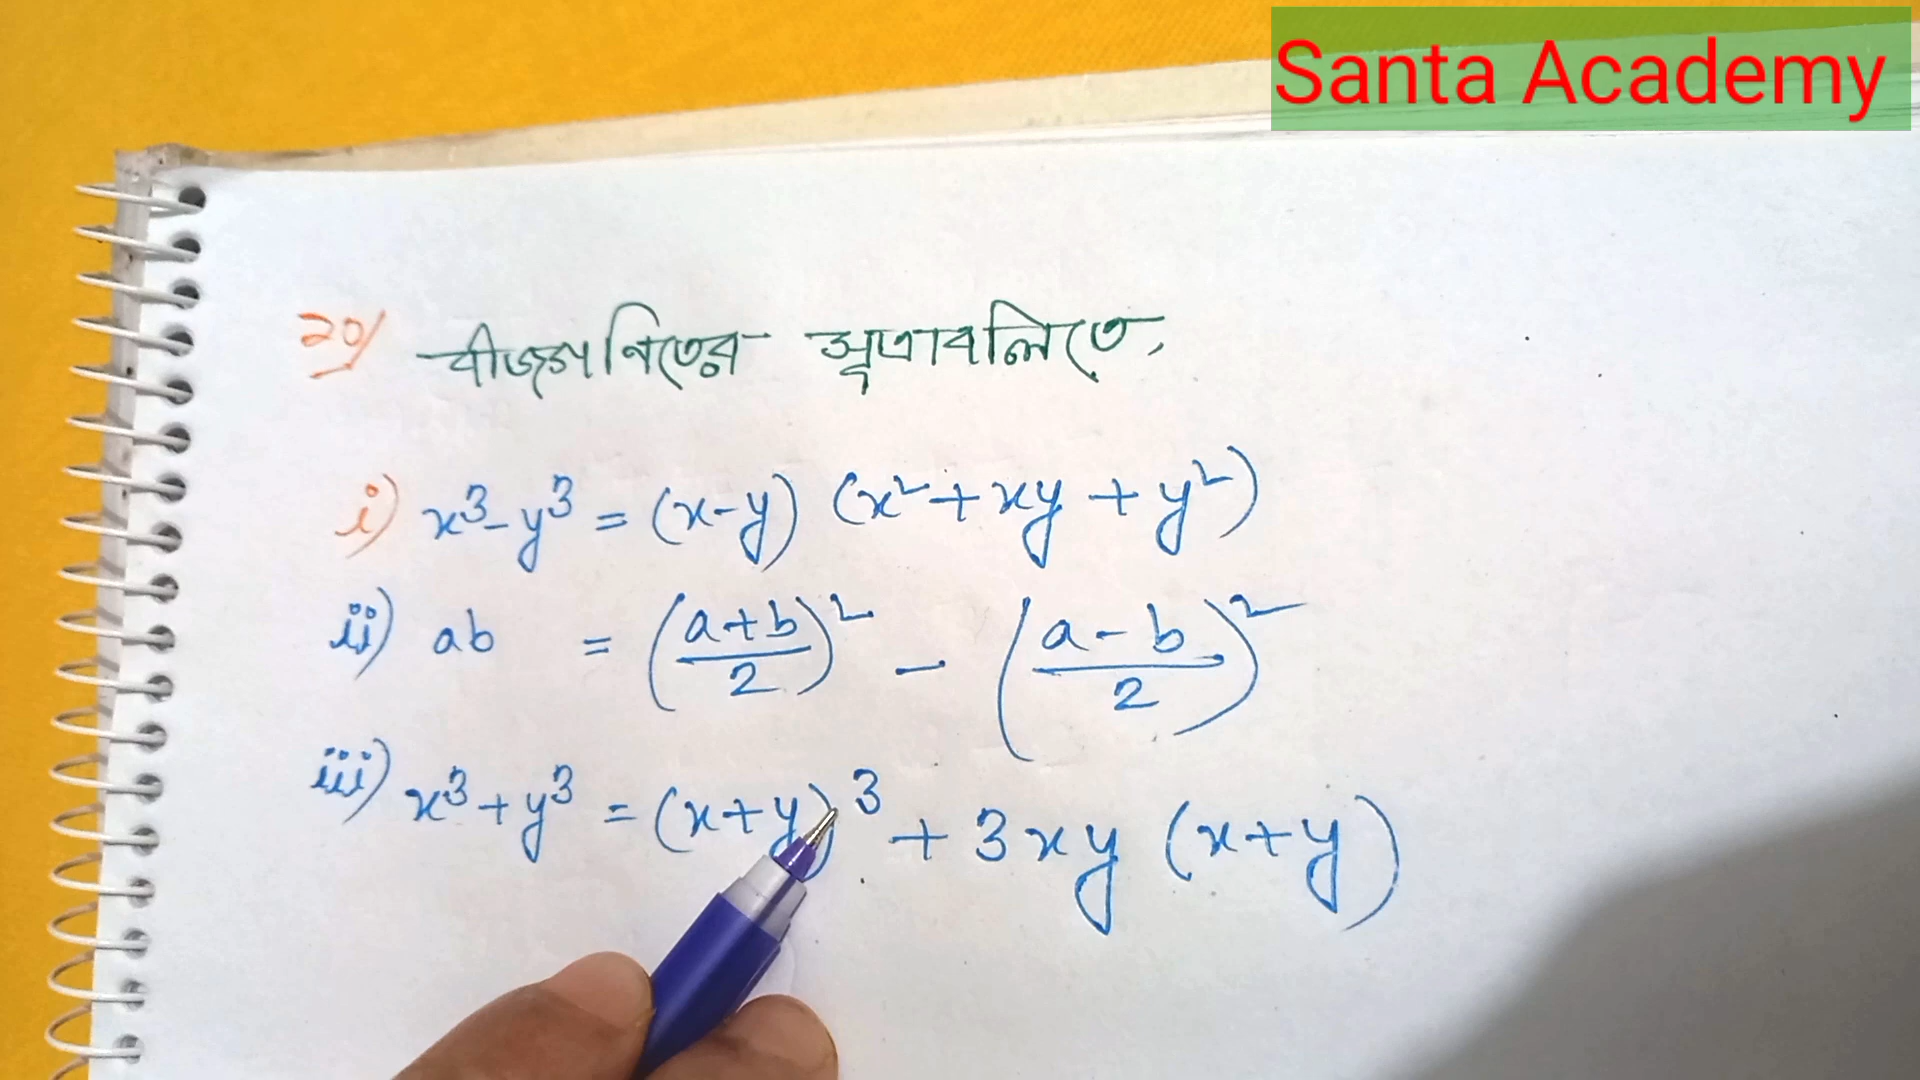 Santa Academy
২০/ বীজগনিতের সূত্রাবলিতে,
i) x³-y³ = (x-y) (x²+xy+y²)
ii) ab = (a+b/2)² - (a-b/2)²
iii) x³+y³ = (x+y)³ + 3xy (x+y)